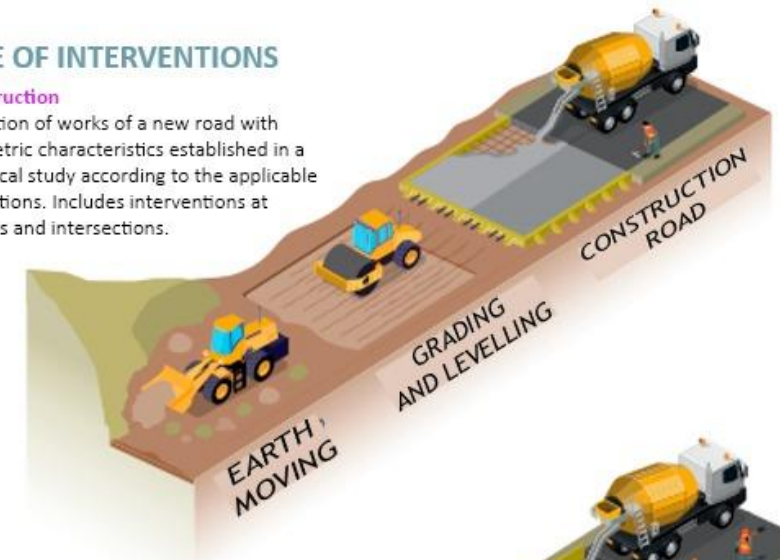 E OF INTERVENTIONS
ruction
tion of works of a new road with
etric characteristics established in a
cal study according to the applicable
tions. Includes interventions at
s and intersections.
CONSTRUCTION
ROAD
GRADING
AND LEVELLING
EARTH
MOVING